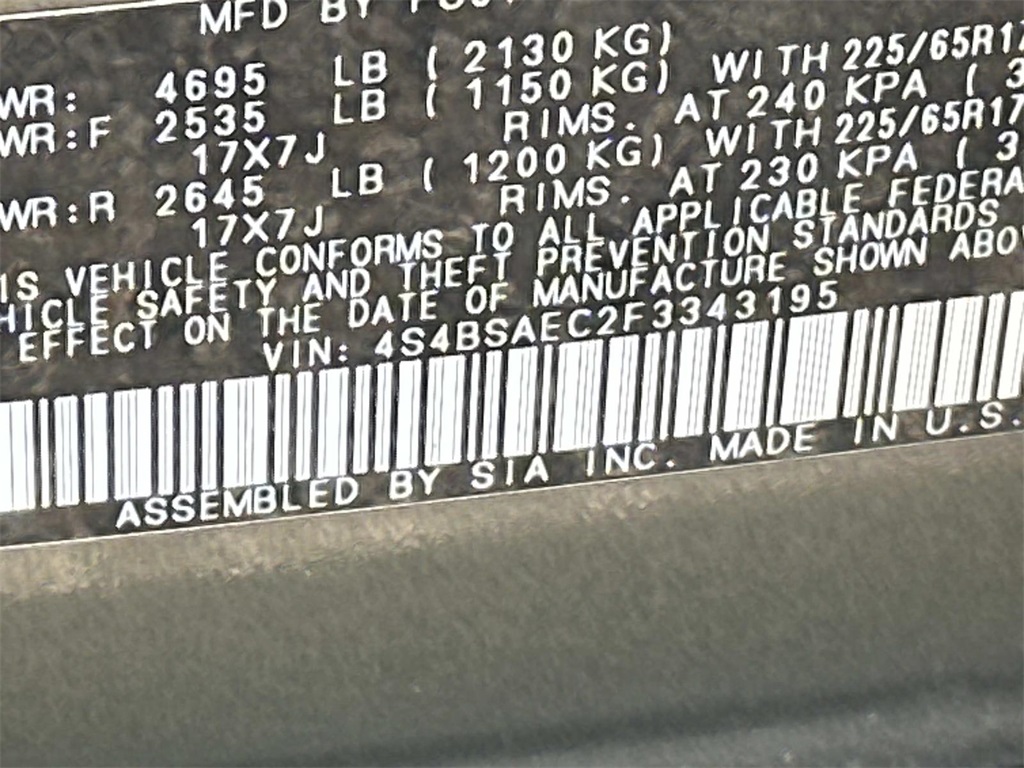 MFD BY
WR: 4695 LB ( 2130 KG)
WR:F 2535 LB ( 1150 KG) WITH 225/65R17
17X7J RIMS. AT 240 KPA ( 3
WR:R 2645 LB ( 1200 KG) WITH 225/65R17
17X7J RIMS. AT 230 KPA ( 3
IS VEHICLE CONFORMS TO ALL APPLICABLE FEDERA
HICLE SAFETY AND THEFT PREVENTION STANDARDS
EFFECT ON THE DATE OF MANUFACTURE SHOWN ABO
VIN: 4S4BSAEC2F3343195
ASSEMBLED BY SIA INC. MADE IN U.S.